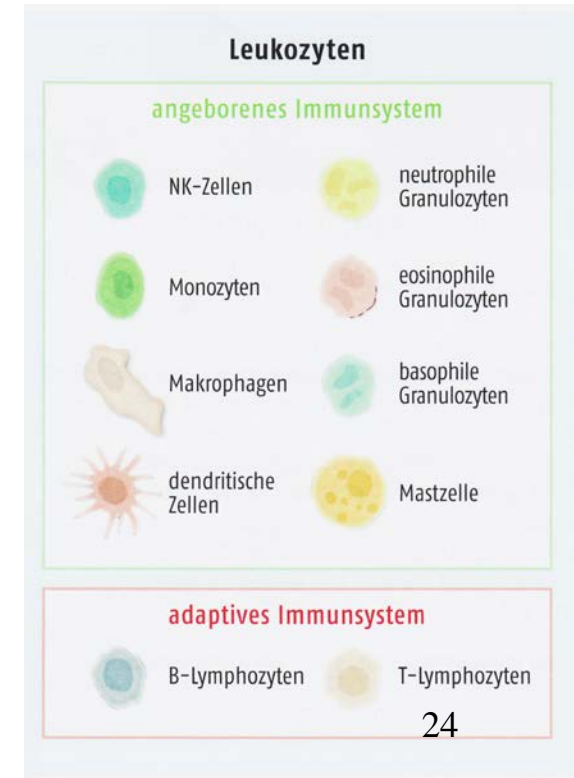 Leukozyten
angeborenes Immunsystem
NK-Zellen
neutrophile
Granulozyten
Monozyten
eosinophile
Granulozyten
Makrophagen
basophile
Granulozyten
dendritische
Zellen
Mastzelle
adaptives Immunsystem
B-Lymphozyten
T-Lymphozyten
24